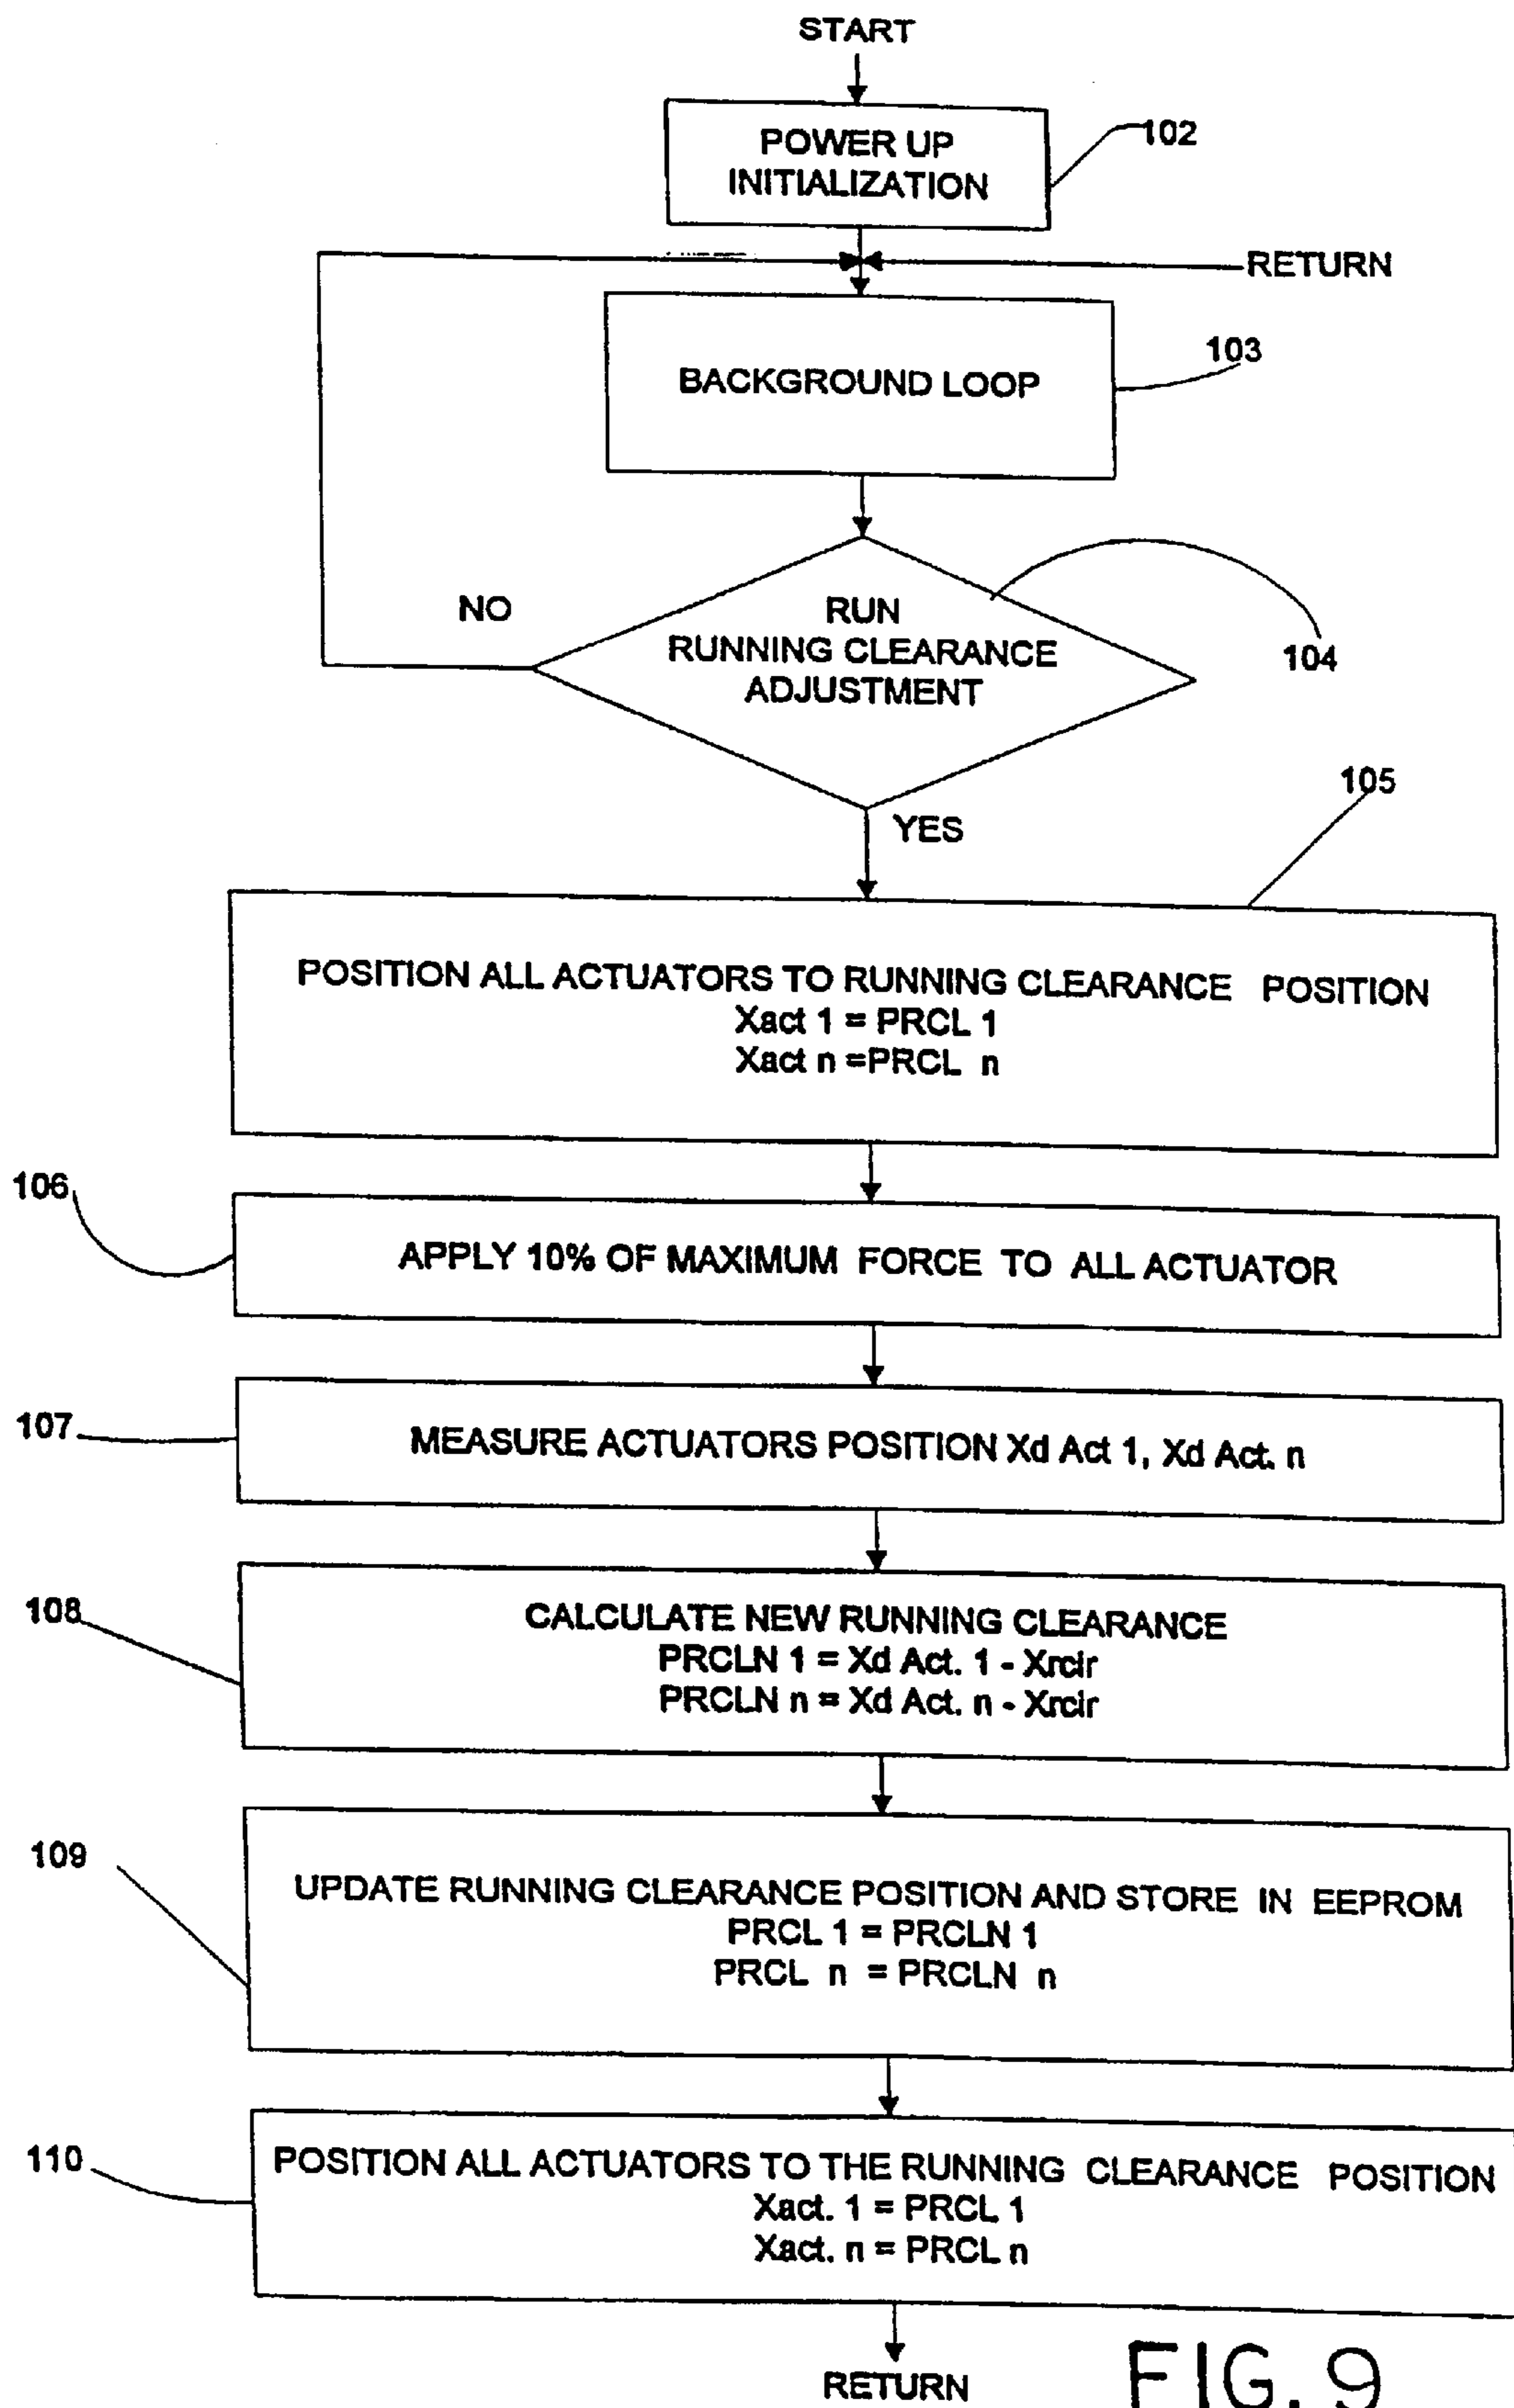 START
POWER UP
INITIALIZATION
102
RETURN
BACKGROUND LOOP
103
NO
RUN
RUNNING CLEARANCE
ADJUSTMENT
104
YES
105
POSITION ALL ACTUATORS TO RUNNING CLEARANCE POSITION
Xact 1 = PRCL 1
Xact n =PRCL n
106
APPLY 10% OF MAXIMUM FORCE TO ALL ACTUATOR
107
MEASURE ACTUATORS POSITION Xd Act 1, Xd Act. n
108
CALCULATE NEW RUNNING CLEARANCE
PRCLN 1 = Xd Act. 1 - Xrclr
PRCLN n = Xd Act. n - Xrclr
109
UPDATE RUNNING CLEARANCE POSITION AND STORE IN EEPROM
PRCL 1 = PRCLN 1
PRCL n = PRCLN n
110
POSITION ALL ACTUATORS TO THE RUNNING CLEARANCE POSITION
Xact. 1 = PRCL 1
Xact. n = PRCL n
RETURN
FIG. 9